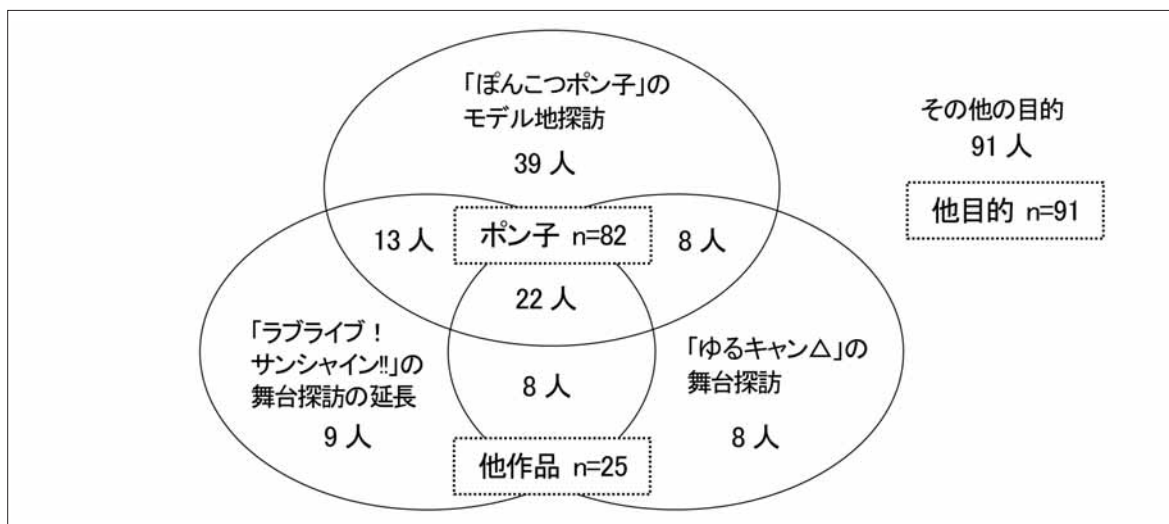 「ぽんこつポン子」の
モデル地探訪
39 人
その他の目的
91 人
他目的 n=91
13 人
ポン子 n=82
8 人
22 人
「ラブライブ！
サンシャイン!!」の
舞台探訪の延長
9 人
8 人
「ゆるキャン△」の
舞台探訪
8 人
他作品 n=25